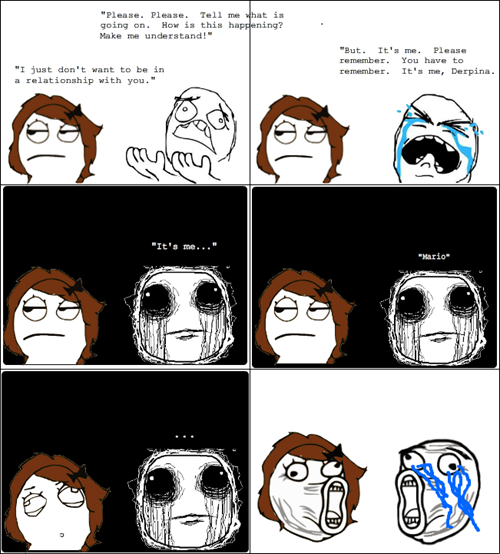 "Please. Please.  Tell me what is
going on.  How is this happening?
Make me understand!"
"I just don't want to be in
a relationship with you."
"But.  It's me.  Please
remember.  You have to
remember.  It's me, Derpina.
"It's me..."
"Mario"
...